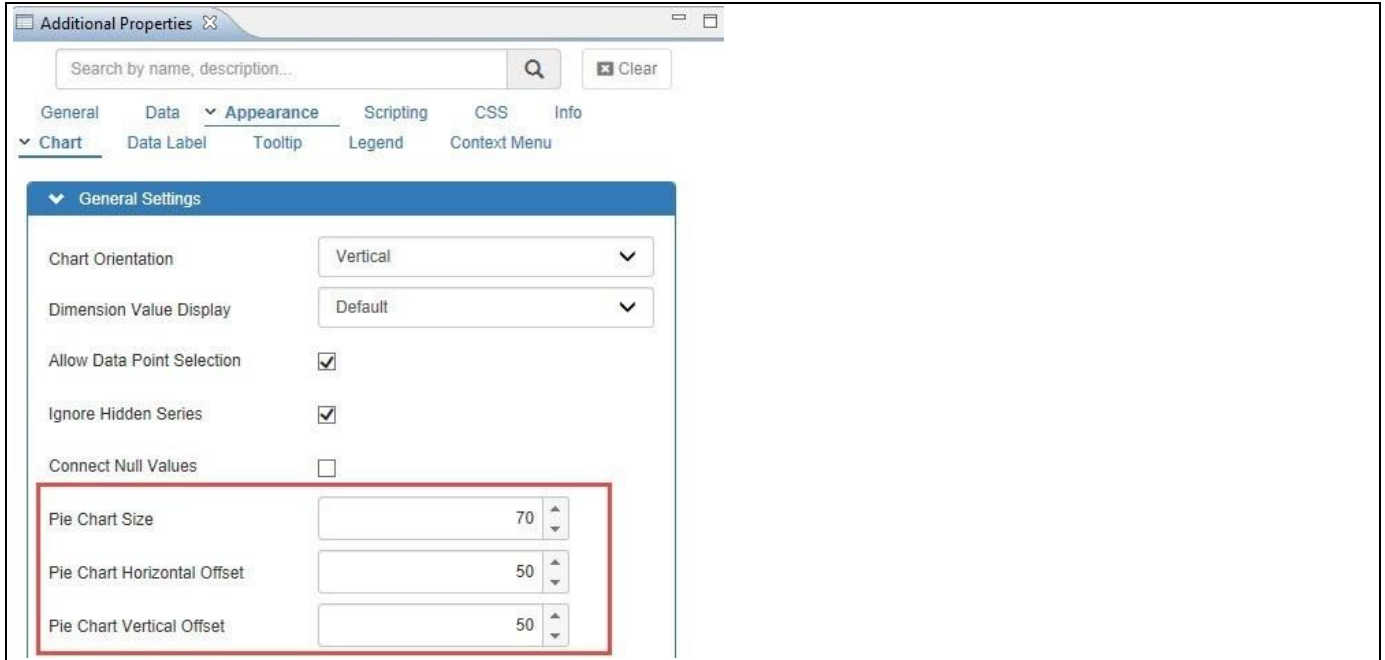 Additional Properties
Search by name, description...
Clear
General Data Appearance Scripting CSS Info
Chart Data Label Tooltip Legend Context Menu
General Settings
Chart Orientation Vertical
Dimension Value Display Default
Allow Data Point Selection
Ignore Hidden Series
Connect Null Values
Pie Chart Size 70
Pie Chart Horizontal Offset 50
Pie Chart Vertical Offset 50